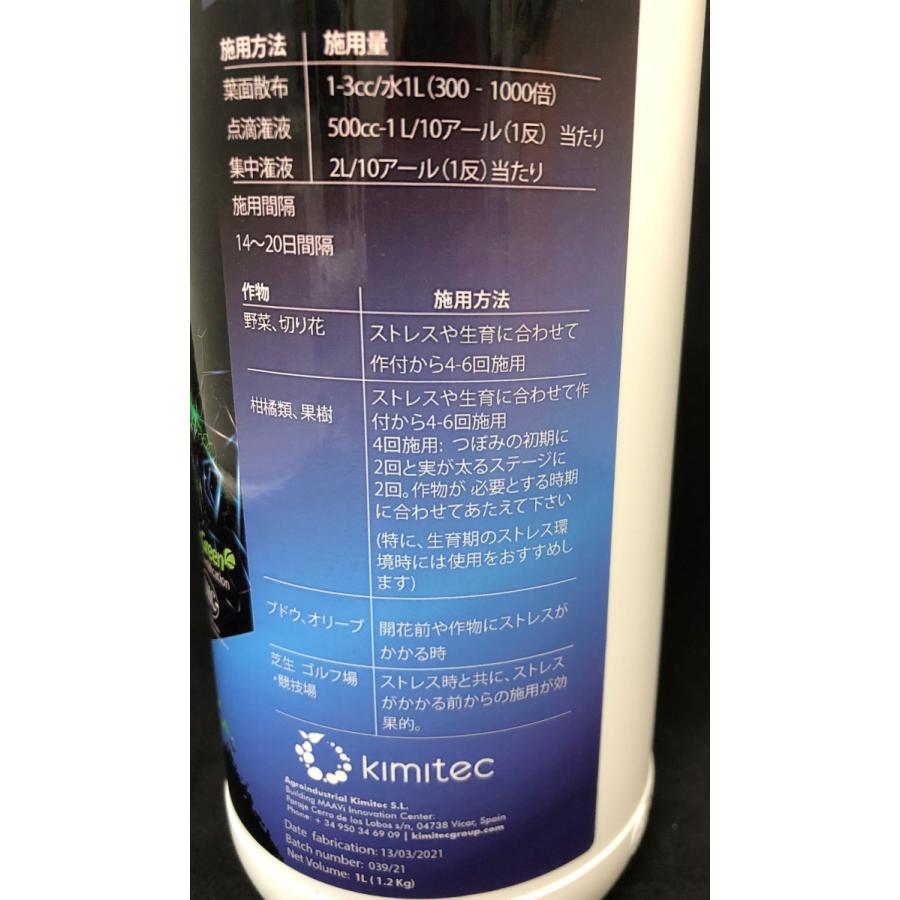 施用方法 施用量
葉面散布 1-3cc/水1L(300 - 1000倍)
点滴潅液 500cc-1 L/10アール(1反) 当たり
集中潅液 2L/10アール(1反)当たり
施用間隔
14〜20日間隔
作物 施用方法
野菜、切り花 ストレスや生育に合わせて
作付から4-6回施用
柑橘類、果樹 ストレスや生育に合わせて作
付から4-6回施用
4回施用: つぼみの初期に
2回と実が太るステージに
2回。作物が 必要とする時期
に合わせてあたえて下さい
(特に、生育期のストレス環
境時には使用をおすすめし
ます)
ブドウ、オリーブ 開花前や作物にストレスが
かかる時
芝生 ゴルフ場 ストレス時と共に、ストレス
・競技場 がかかる前からの施用が効
果的。
kimitec
Agroindustrial Kimitec S.L.
Building MAAVi Innovation Center:
Paraje Cerro de los Lobos s/n, 04738 Vicar, Spain
Phone: + 34 950 34 69 09 | kimitecgroup.com
Date fabrication: 13/03/2021
Batch number: 039/21
Net Volume: 1L ( 1.2 Kg)